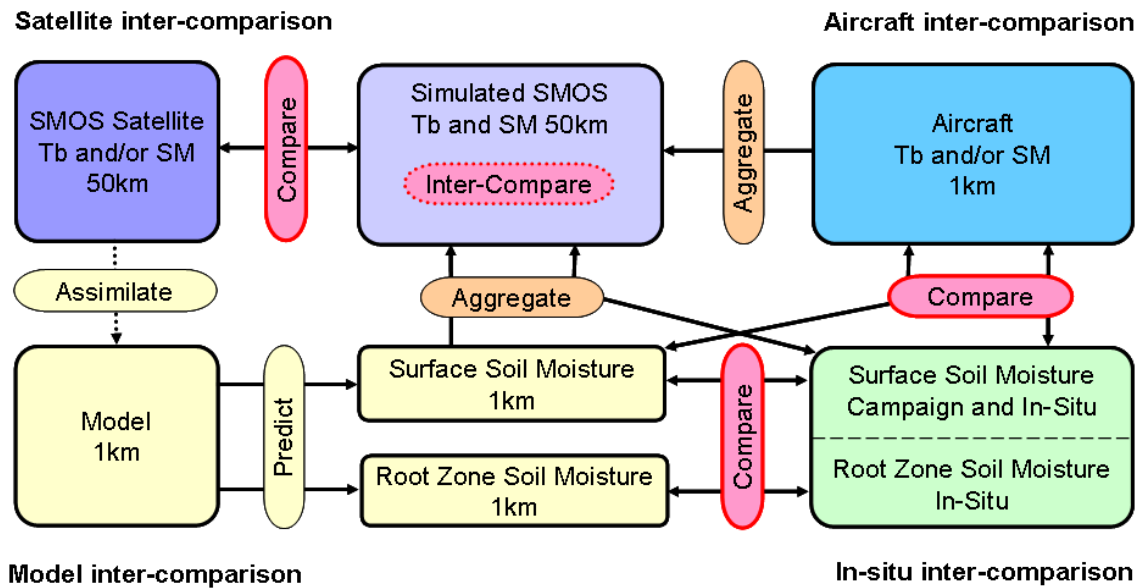 Satellite inter-comparison
Aircraft inter-comparison
SMOS Satellite
Tb and/or SM
50km
Compare
Simulated SMOS
Tb and SM 50km
Inter-Compare
Aggregate
Aircraft
Tb and/or SM
1km
Assimilate
Aggregate
Compare
Model
1km
Predict
Surface Soil Moisture
1km
Root Zone Soil Moisture
1km
Compare
Surface Soil Moisture
Campaign and In-Situ
Root Zone Soil Moisture
In-Situ
Model inter-comparison
In-situ inter-comparison